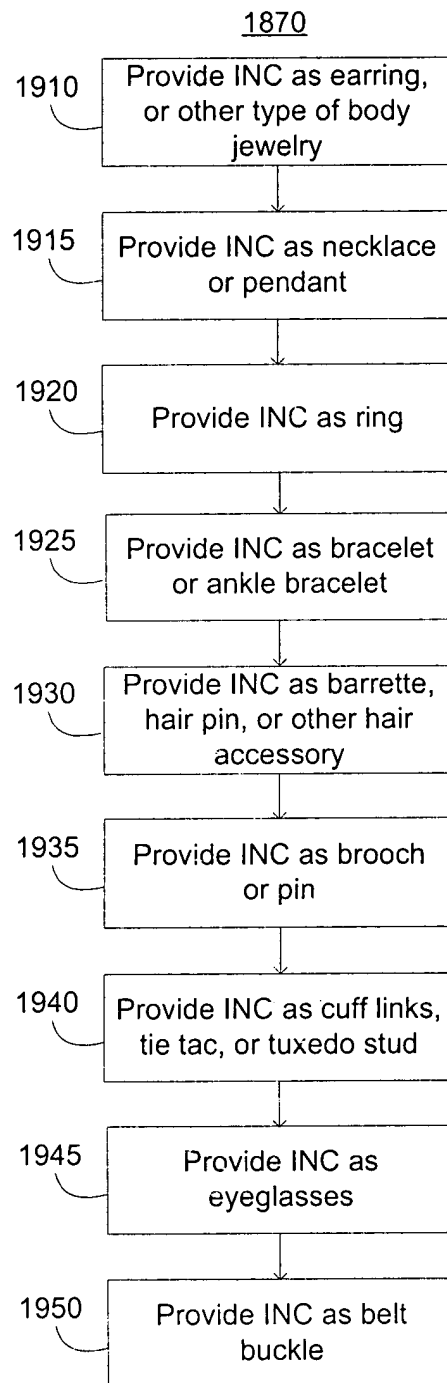 1870
1910
Provide INC as earring,
or other type of body
jewelry
1915
Provide INC as necklace
or pendant
1920
Provide INC as ring
1925
Provide INC as bracelet
or ankle bracelet
1930
Provide INC as barrette,
hair pin, or other hair
accessory
1935
Provide INC as brooch
or pin
1940
Provide INC as cuff links,
tie tac, or tuxedo stud
1945
Provide INC as
eyeglasses
1950
Provide INC as belt
buckle